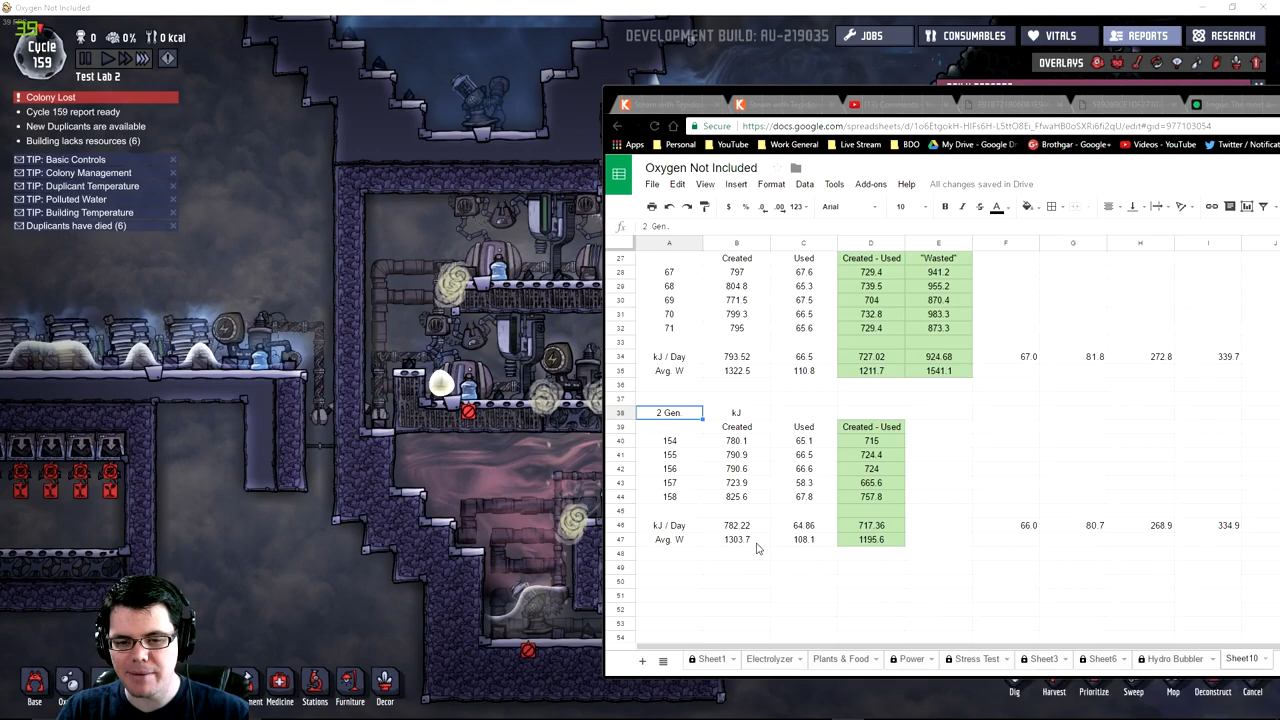 Oxygen Not Included
39 FPS
Cycle
159
0
0%
0 kcal
Test Lab 2
DEVELOPMENT BUILD: AU-219035
JOBS
CONSUMABLES
VITALS
REPORTS
RESEARCH
OVERLAYS
Colony Lost
Cycle 159 report ready
New Duplicants are available
Building lacks resources (6)
TIP: Basic Controls
TIP: Colony Management
TIP: Duplicant Temperature
TIP: Polluted Water
TIP: Building Temperature
Duplicants have died (6)
Secure https://docs.google.com/spreadsheets/d/1o6EtgokH-HIFs6H-L5ttO8Ei_FfwaHB0oSXRi6fi2qU/edit#gid=977103054
Apps Personal YouTube Work General Live Stream BDO My Drive - Google Dr Brothgar - Google+ Videos - YouTube Twitter / Notificat
Oxygen Not Included
File Edit View Insert Format Data Tools Add-ons Help All changes saved in Drive
$ % .0 .00 123 Arial 10 B I S A
fx 2 Gen.
A B C D E F G H I J
27 Created Used Created - Used "Wasted"
28 67 797 67.6 729.4 941.2
29 68 804.8 65.3 739.5 955.2
30 69 771.5 67.5 704 870.4
31 70 799.3 66.5 732.8 983.3
32 71 795 65.6 729.4 873.3
33
34 kJ / Day 793.52 66.5 727.02 924.68 67.0 81.8 272.8 339.7
35 Avg. W 1322.5 110.8 1211.7 1541.1
36
37
38 2 Gen. kJ
39 Created Used Created - Used
40 154 780.1 65.1 715
41 155 790.9 66.5 724.4
42 156 790.6 66.6 724
43 157 723.9 58.3 665.6
44 158 825.6 67.8 757.8
45
46 kJ / Day 782.22 64.86 717.36 66.0 80.7 268.9 334.9
47 Avg. W 1303.7 108.1 1195.6
48
49
50
51
52
53
54
Sheet1 Electrolyzer Plants & Food Power Stress Test Sheet3 Sheet6 Hydro Bubbler Sheet10
Base
Medicine
Stations
Furniture
Decor
Dig
Harvest
Prioritize
Sweep
Mop
Deconstruct
Cancel